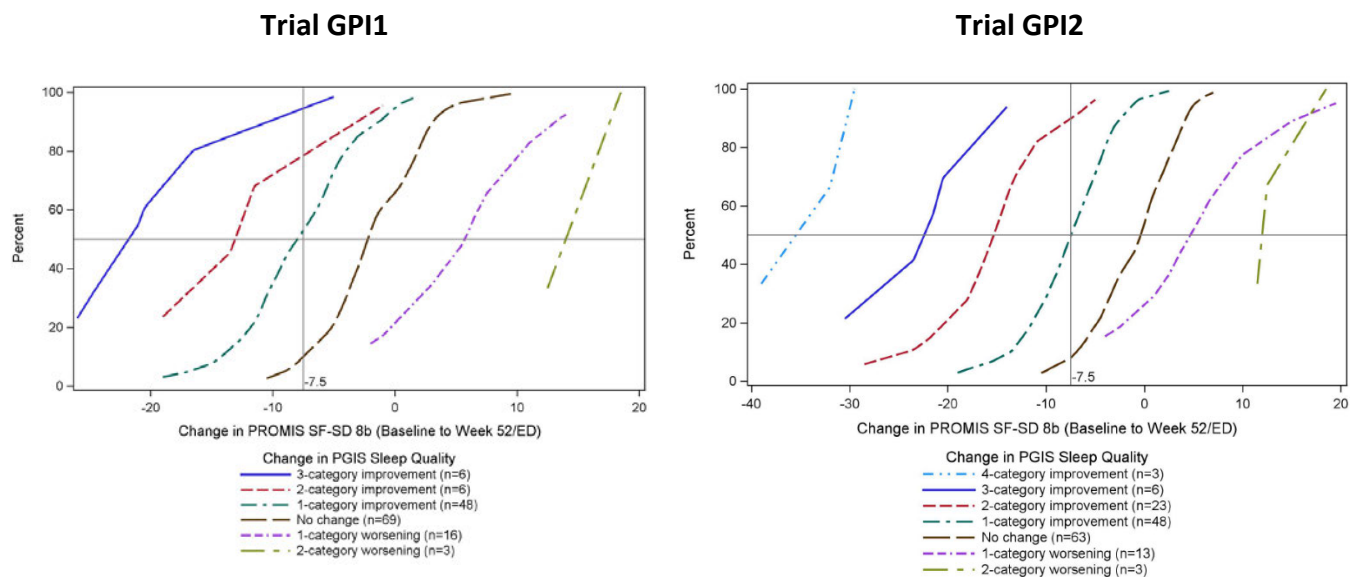 Trial GPI1
100
80
60
40
20
0
Percent
-7.5
-20
-10
0
10
20
Change in PROMIS SF-SD 8b (Baseline to Week 52/ED)
Change in PGIS Sleep Quality
3-category improvement (n=6)
2-category improvement (n=6)
1-category improvement (n=48)
No change (n=69)
1-category worsening (n=16)
2-category worsening (n=3)
Trial GPI2
100
80
60
40
20
0
Percent
-7.5
-40
-30
-20
-10
0
10
20
Change in PROMIS SF-SD 8b (Baseline to Week 52/ED)
Change in PGIS Sleep Quality
4-category improvement (n=3)
3-category improvement (n=6)
2-category improvement (n=23)
1-category improvement (n=48)
No change (n=63)
1-category worsening (n=13)
2-category worsening (n=3)